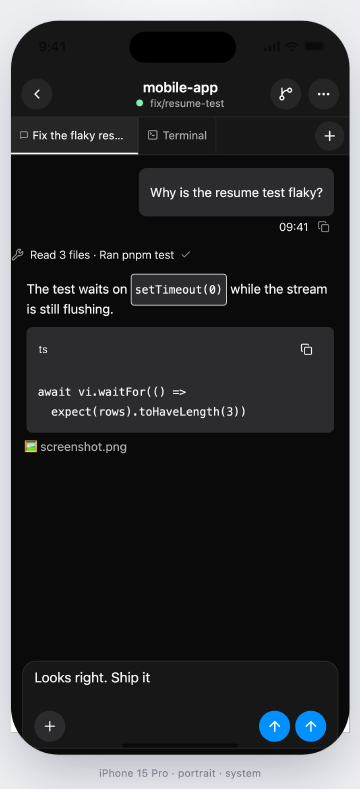 9:41
mobile-app
fix/resume-test
Fix the flaky res...
Terminal
Why is the resume test flaky?
09:41
Read 3 files · Ran pnpm test
The test waits on setTimeout(0) while the stream
is still flushing.
ts
await vi.waitFor(() =>
expect(rows).toHaveLength(3))
screenshot.png
Looks right. Ship it
iPhone 15 Pro · portrait · system